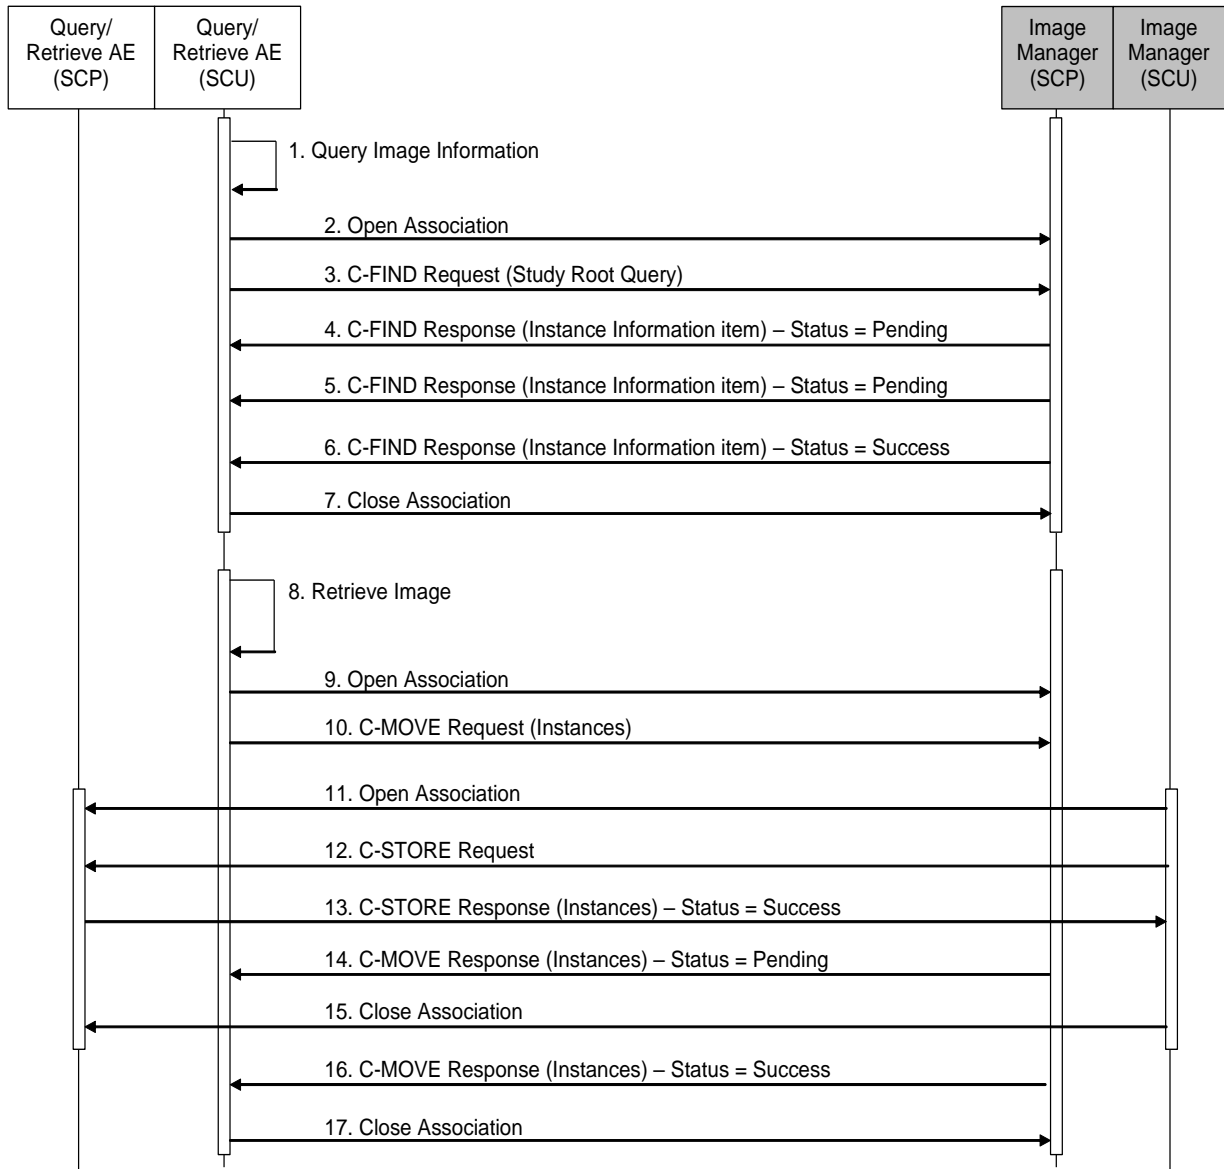 Query/
Retrieve AE
(SCP)
Query/
Retrieve AE
(SCU)
Image
Manager
(SCP)
Image
Manager
(SCU)
1. Query Image Information
2. Open Association
3. C-FIND Request (Study Root Query)
4. C-FIND Response (Instance Information item) – Status = Pending
5. C-FIND Response (Instance Information item) – Status = Pending
6. C-FIND Response (Instance Information item) – Status = Success
7. Close Association
8. Retrieve Image
9. Open Association
10. C-MOVE Request (Instances)
11. Open Association
12. C-STORE Request
13. C-STORE Response (Instances) – Status = Success
14. C-MOVE Response (Instances) – Status = Pending
15. Close Association
16. C-MOVE Response (Instances) – Status = Success
17. Close Association